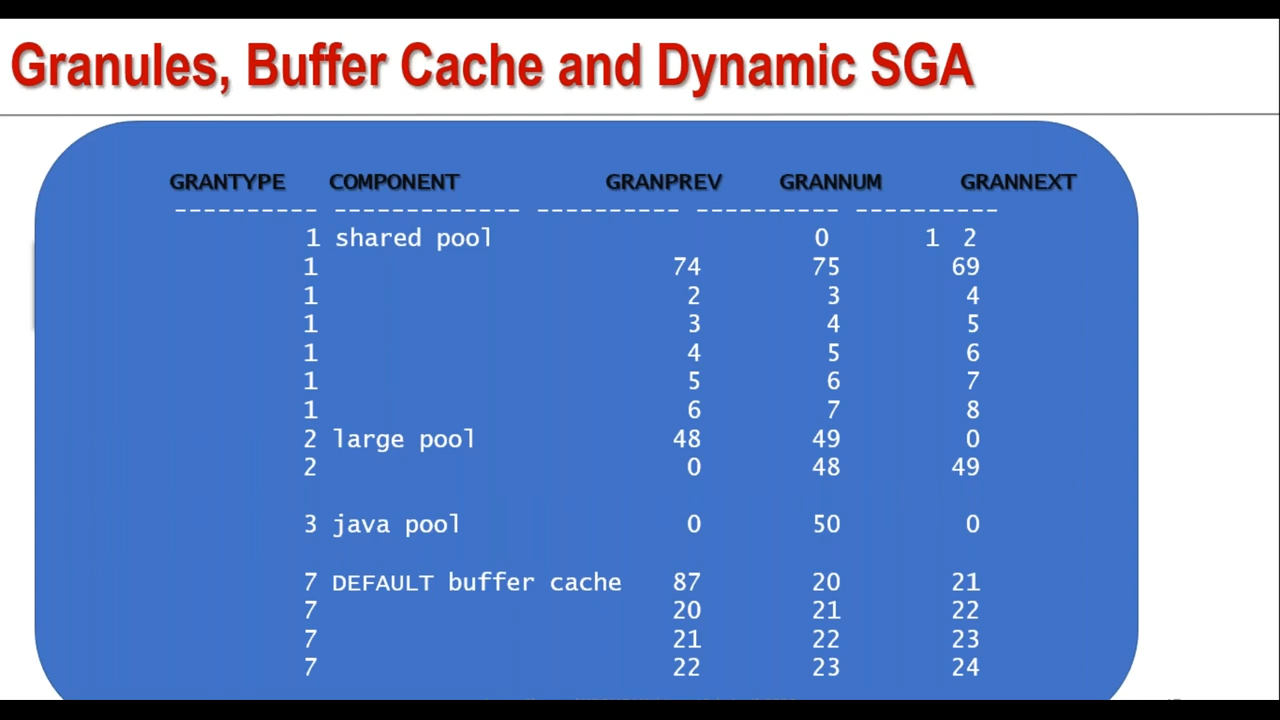 Granules, Buffer Cache and Dynamic SGA
GRANTYPE COMPONENT GRANPREV GRANNUM GRANNEXT
---------- ------------- ---------- ---------- ----------
1 shared pool 0 1 2
1 74 75 69
1 2 3 4
1 3 4 5
1 4 5 6
1 5 6 7
1 6 7 8
2 large pool 48 49 0
2 0 48 49
3 java pool 0 50 0
7 DEFAULT buffer cache 87 20 21
7 20 21 22
7 21 22 23
7 22 23 24